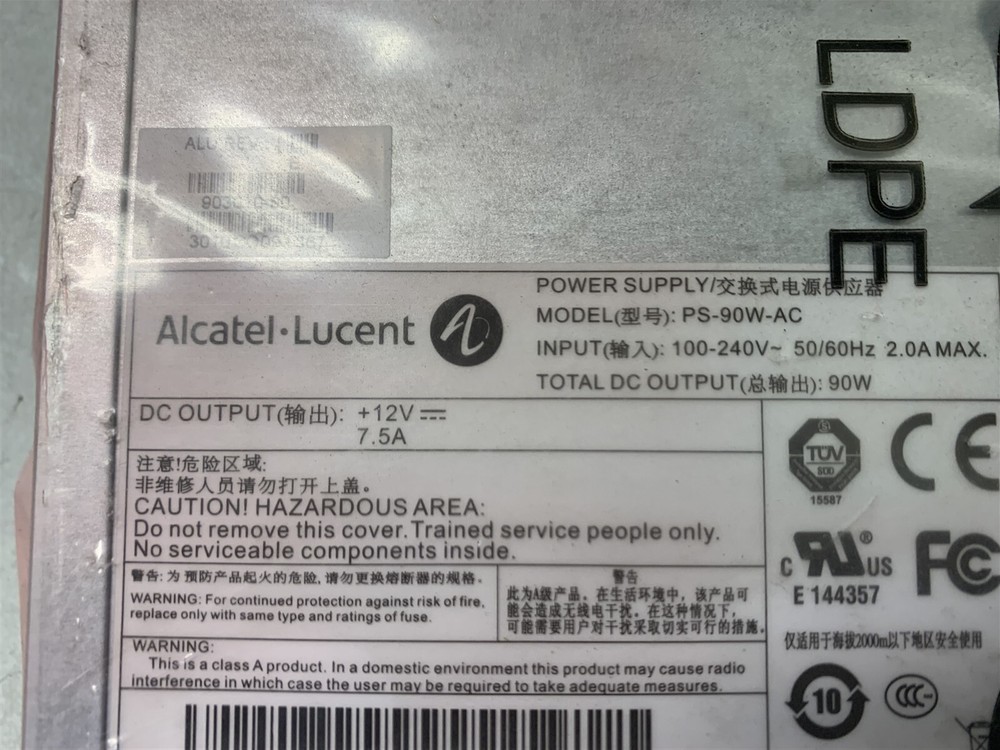 LDPE
ALU REV
Alcatel·Lucent
POWER SUPPLY/交换式电源供应器
MODEL(型号): PS-90W-AC
INPUT(输入): 100-240V~ 50/60Hz 2.0A MAX.
TOTAL DC OUTPUT(总输出): 90W
DC OUTPUT(输出): +12V
7.5A
注意!危险区域:
非维修人员请勿打开上盖。
CAUTION! HAZARDOUS AREA:
Do not remove this cover. Trained service people only.
No serviceable components inside.
警告: 为预防产品起火的危险, 请勿更换熔断器的规格。
WARNING: For continued protection against risk of fire,
replace only with same type and ratings of fuse.
警告
此为A级产品。在生活环境中，该产品可
能会造成无线电干扰。在这种情况下，
可能需要用户对干扰采取切实可行的措施。
WARNING:
This is a class A product. In a domestic environment this product may cause radio
interference in which case the user may be required to take adequate measures.
TÜV
15587
CE
C RU ® US
E 144357
FC
仅适用于海拔2000m以下地区安全使用
10
CCC